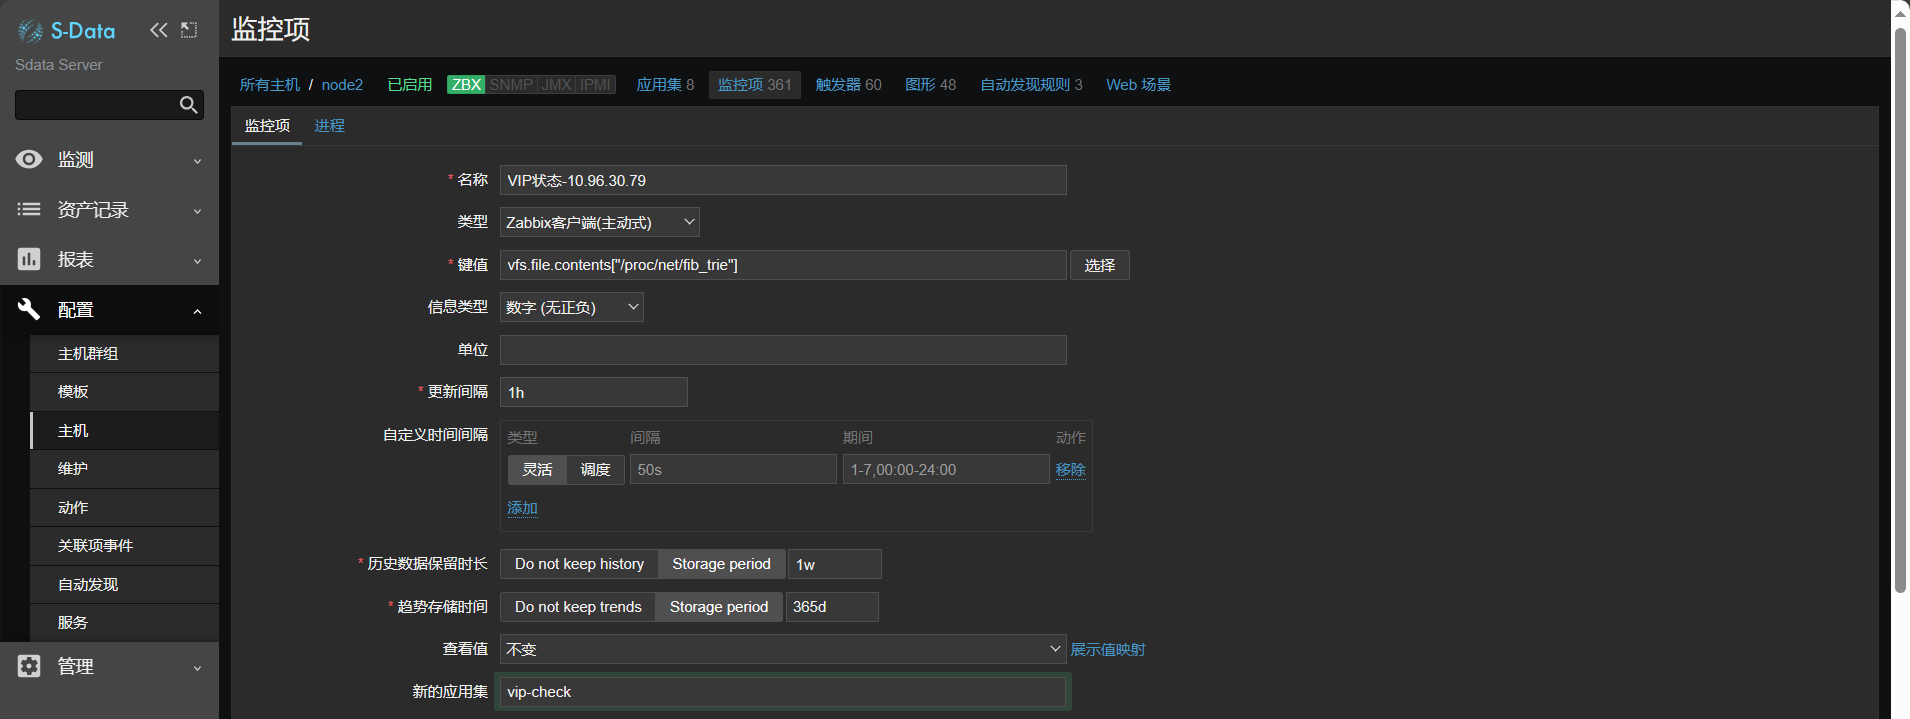 S-Data
Sdata Server
监测
资产记录
报表
配置
主机群组
模板
主机
维护
动作
关联项事件
自动发现
服务
管理
监控项
所有主机 / node2 已启用 ZBX SNMP JMX IPMI 应用集 8 监控项 361 触发器 60 图形 48 自动发现规则 3 Web 场景
监控项 进程
* 名称 VIP状态-10.96.30.79
类型 Zabbix客户端(主动式)
* 键值 vfs.file.contents["/proc/net/fib_trie"] 选择
信息类型 数字 (无正负)
单位
* 更新间隔 1h
自定义时间间隔 类型 间隔 期间 动作
灵活 调度 50s 1-7,00:00-24:00 移除
添加
* 历史数据保留时长 Do not keep history Storage period 1w
* 趋势存储时间 Do not keep trends Storage period 365d
查看值 不变 展示值映射
新的应用集 vip-check